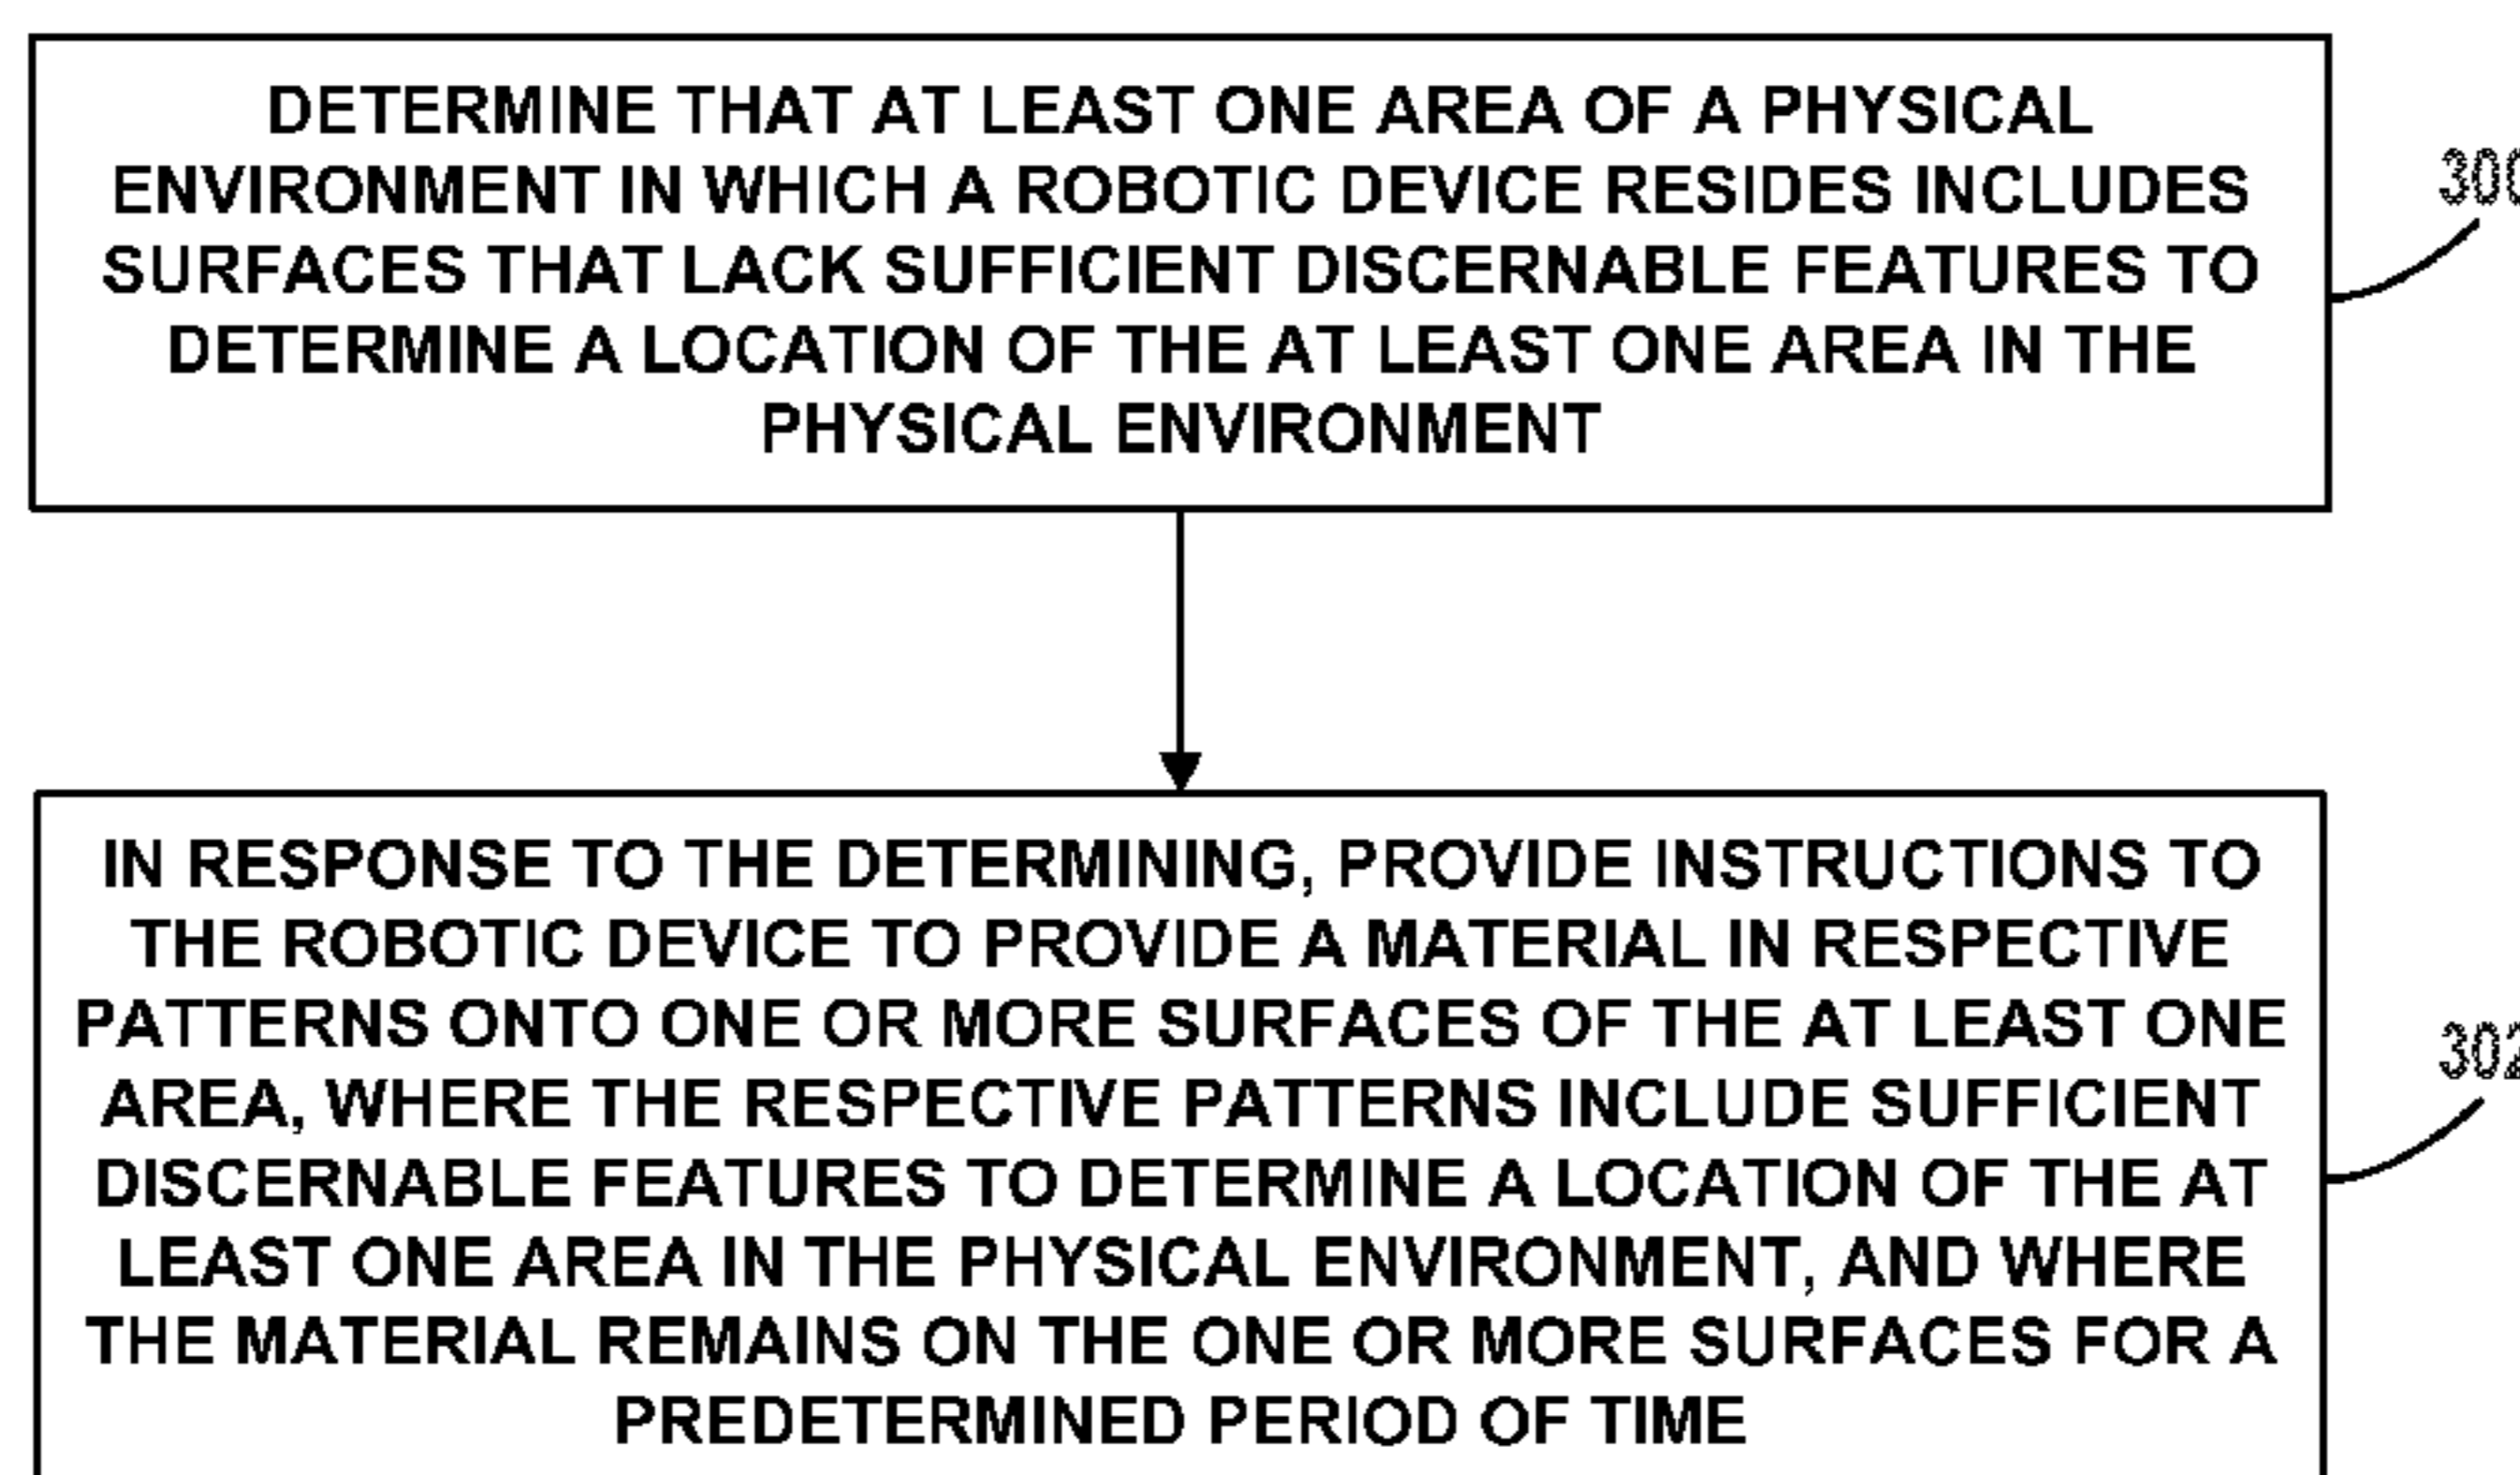 DETERMINE THAT AT LEAST ONE AREA OF A PHYSICAL
ENVIRONMENT IN WHICH A ROBOTIC DEVICE RESIDES INCLUDES
SURFACES THAT LACK SUFFICIENT DISCERNABLE FEATURES TO
DETERMINE A LOCATION OF THE AT LEAST ONE AREA IN THE
PHYSICAL ENVIRONMENT
300
IN RESPONSE TO THE DETERMINING, PROVIDE INSTRUCTIONS TO
THE ROBOTIC DEVICE TO PROVIDE A MATERIAL IN RESPECTIVE
PATTERNS ONTO ONE OR MORE SURFACES OF THE AT LEAST ONE
AREA, WHERE THE RESPECTIVE PATTERNS INCLUDE SUFFICIENT
DISCERNABLE FEATURES TO DETERMINE A LOCATION OF THE AT
LEAST ONE AREA IN THE PHYSICAL ENVIRONMENT, AND WHERE
THE MATERIAL REMAINS ON THE ONE OR MORE SURFACES FOR A
PREDETERMINED PERIOD OF TIME
302